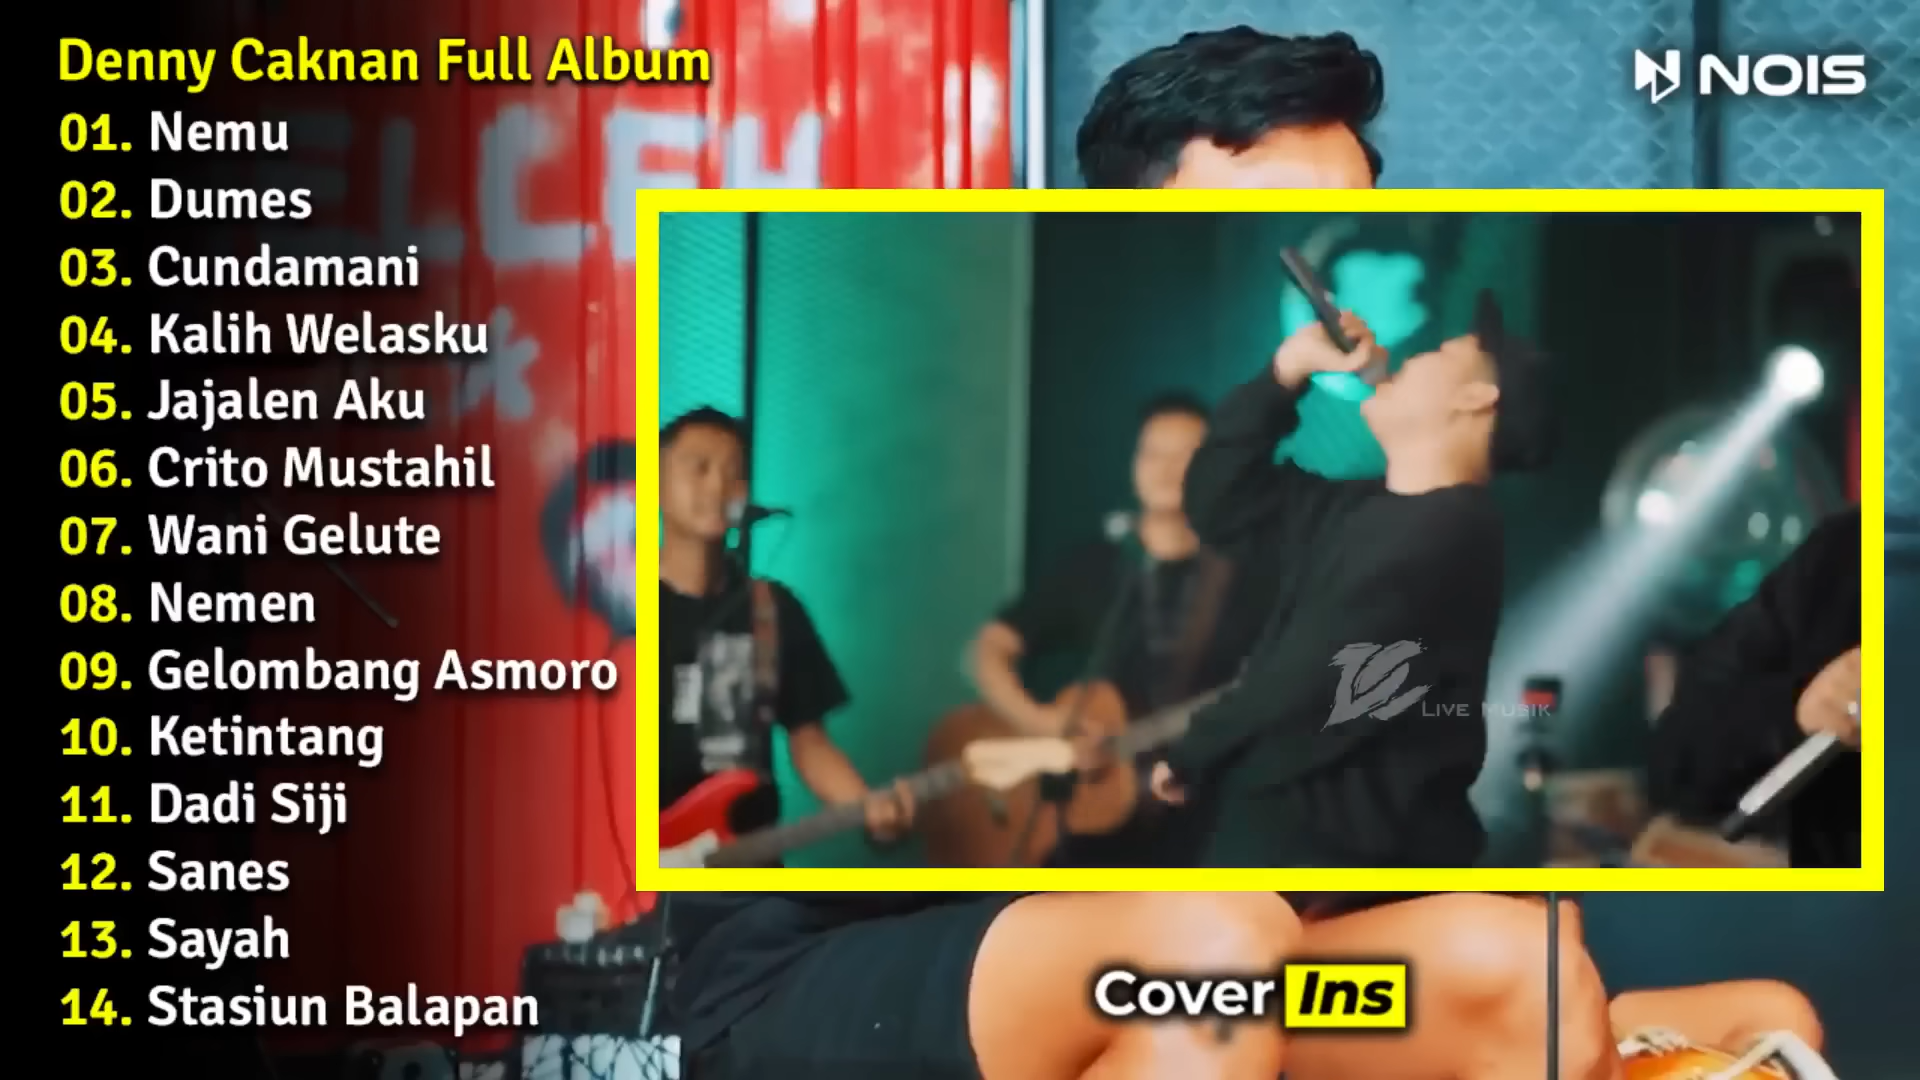 Denny Caknan Full Album
NOIS
01. Nemu
02. Dumes
03. Cundamani
04. Kalih Welasku
05. Jajalen Aku
06. Crito Mustahil
07. Wani Gelute
08. Nemen
09. Gelombang Asmoro
10. Ketintang
11. Dadi Siji
12. Sanes
13. Sayah
14. Stasiun Balapan
LIVE MUSIK
Cover Ins